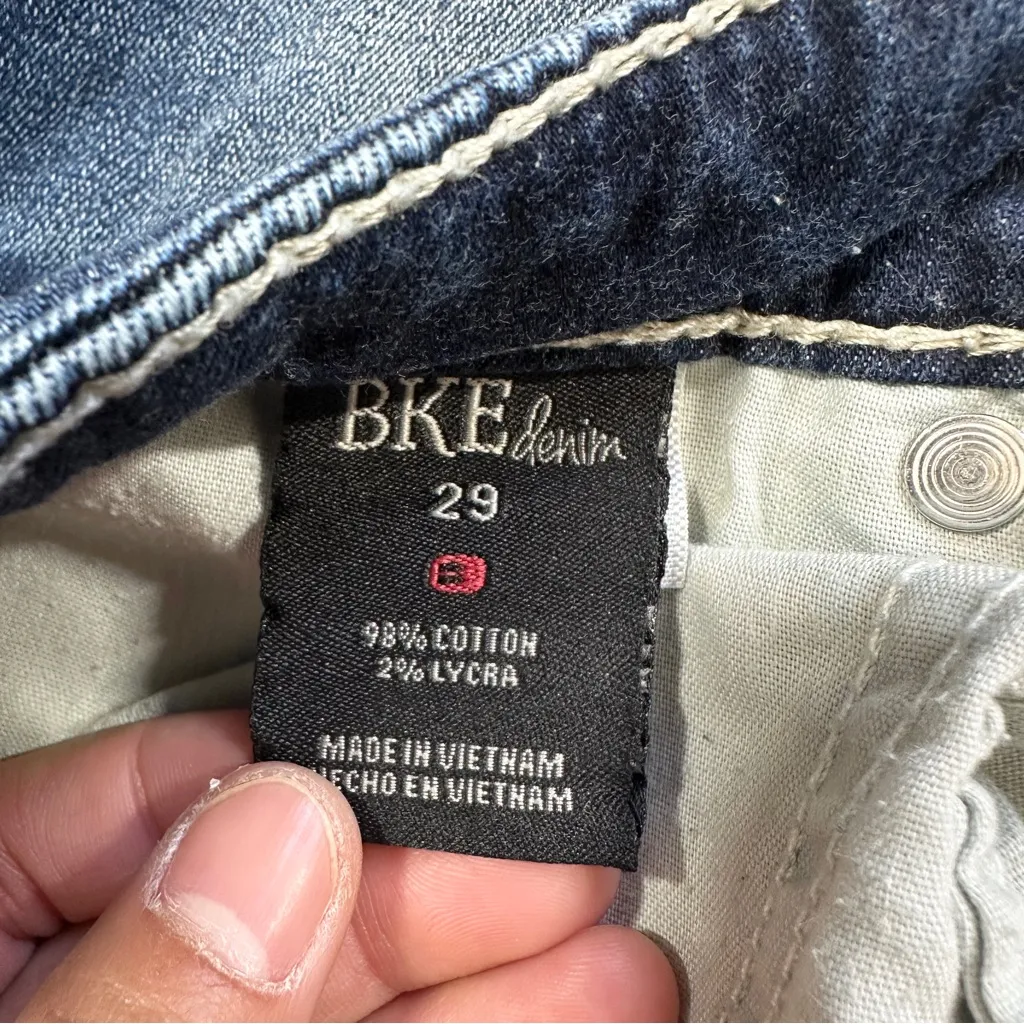 BKE denim
29
B
98% COTTON
2% LYCRA
MADE IN VIETNAM
HECHO EN VIETNAM